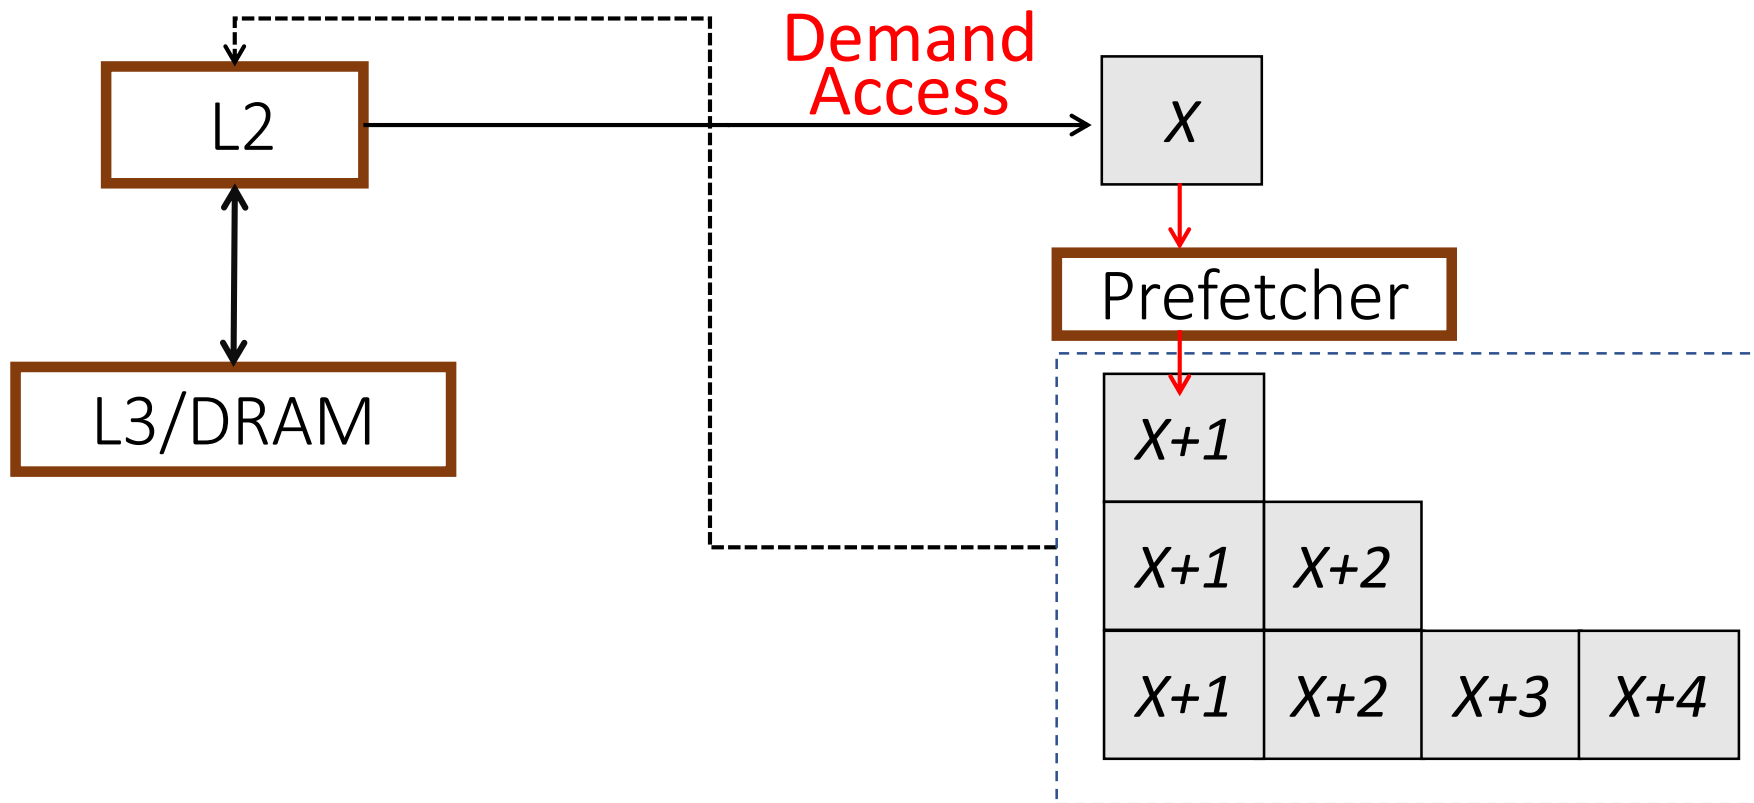 Demand
Access
L2
X
Prefetcher
L3/DRAM
X+1
X+1 X+2
X+1 X+2 X+3 X+4